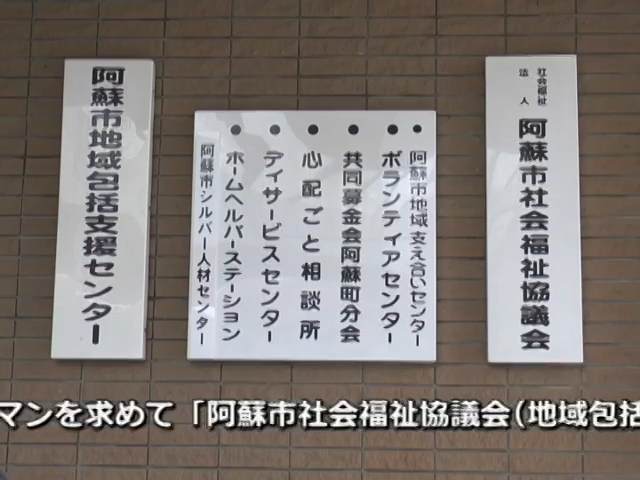 社会福祉
法人
阿蘇市社会福祉協議会
阿蘇市地域支え合いセンター
ボランティアセンター
共同募金会阿蘇町分会
心配ごと相談所
デイサービスセンター
ホームヘルパーステーション
阿蘇市シルバー人材センター
阿蘇市地域包括支援センター
マンを求めて「阿蘇市社会福祉協議会(地域包括